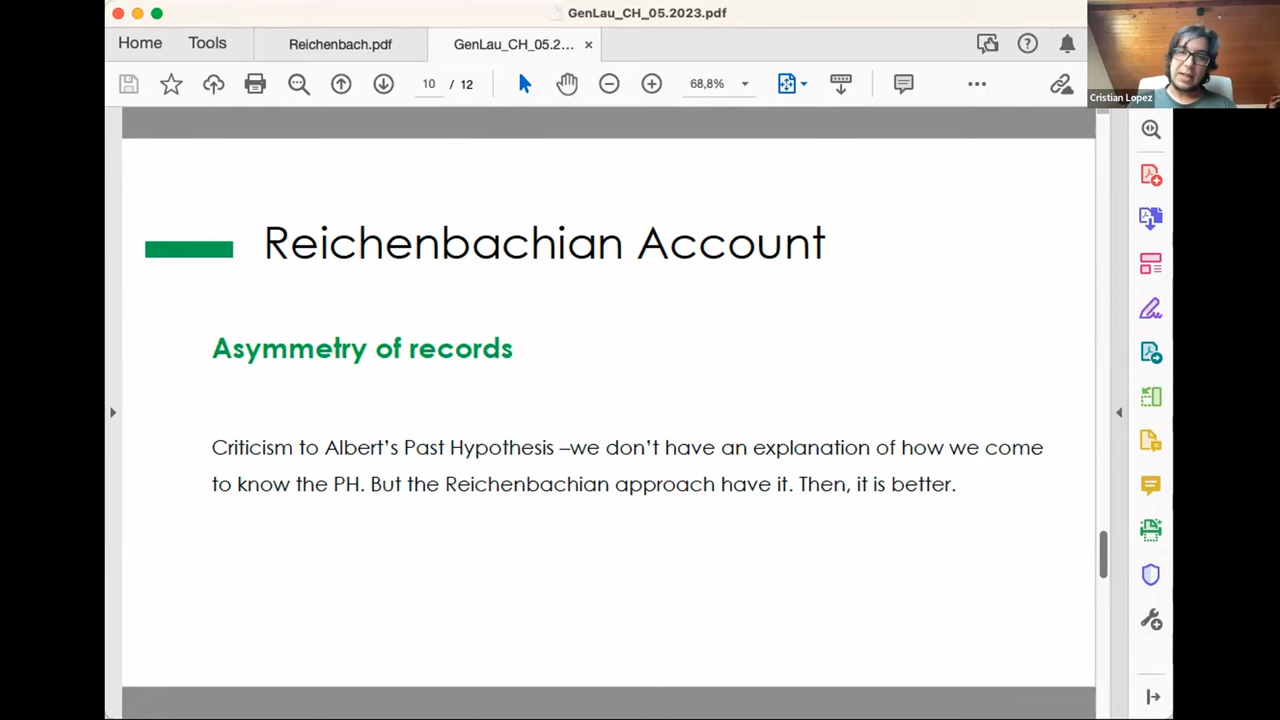 GenLau_CH_05.2023.pdf
Home
Tools
Reichenbach.pdf
GenLau_CH_05.2...
10 / 12
68,8%
Cristian Lopez
Reichenbachian Account
Asymmetry of records
Criticism to Albert's Past Hypothesis –we don't have an explanation of how we come
to know the PH. But the Reichenbachian approach have it. Then, it is better.